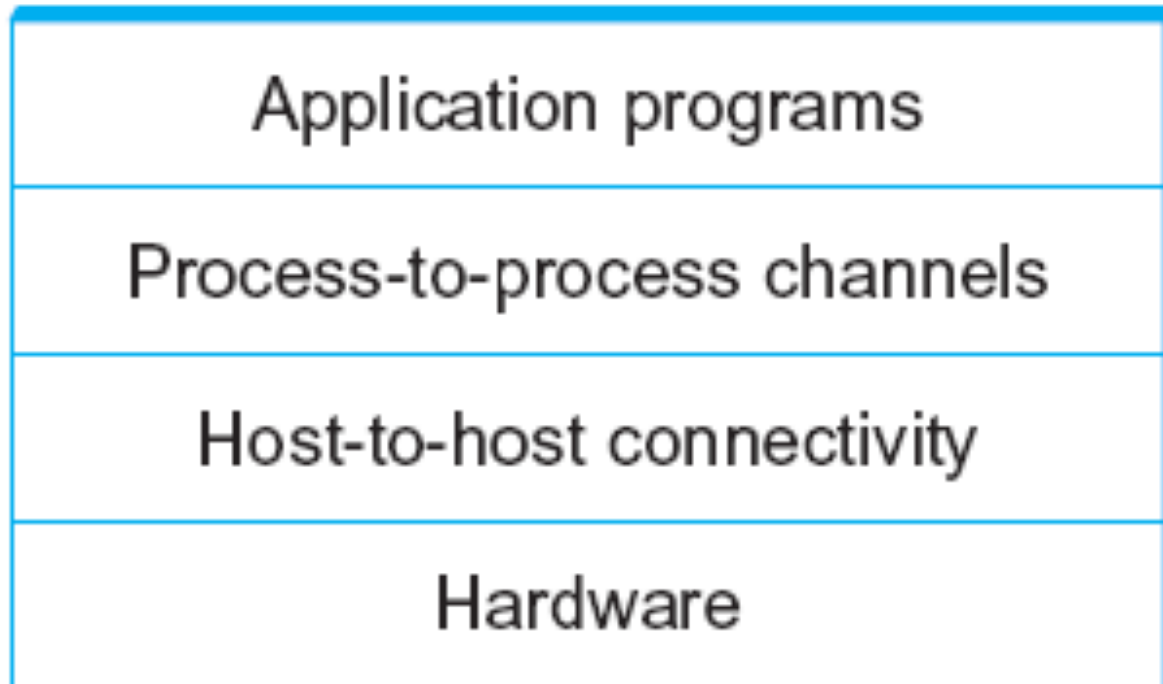 Application programs
Process-to-process channels
Host-to-host connectivity
Hardware